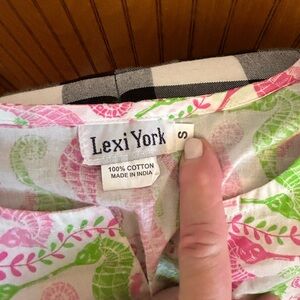 Lexi York S
100% COTTON
MADE IN INDIA